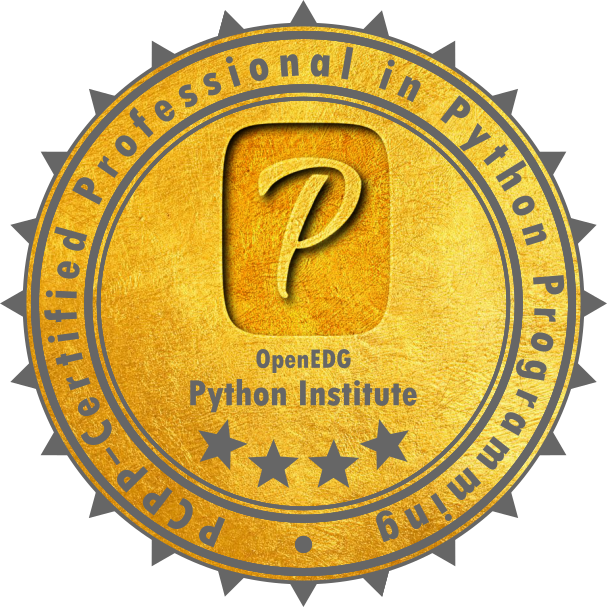 PCPP-Certified Professional in Python Programming
P
OpenEDG
Python Institute